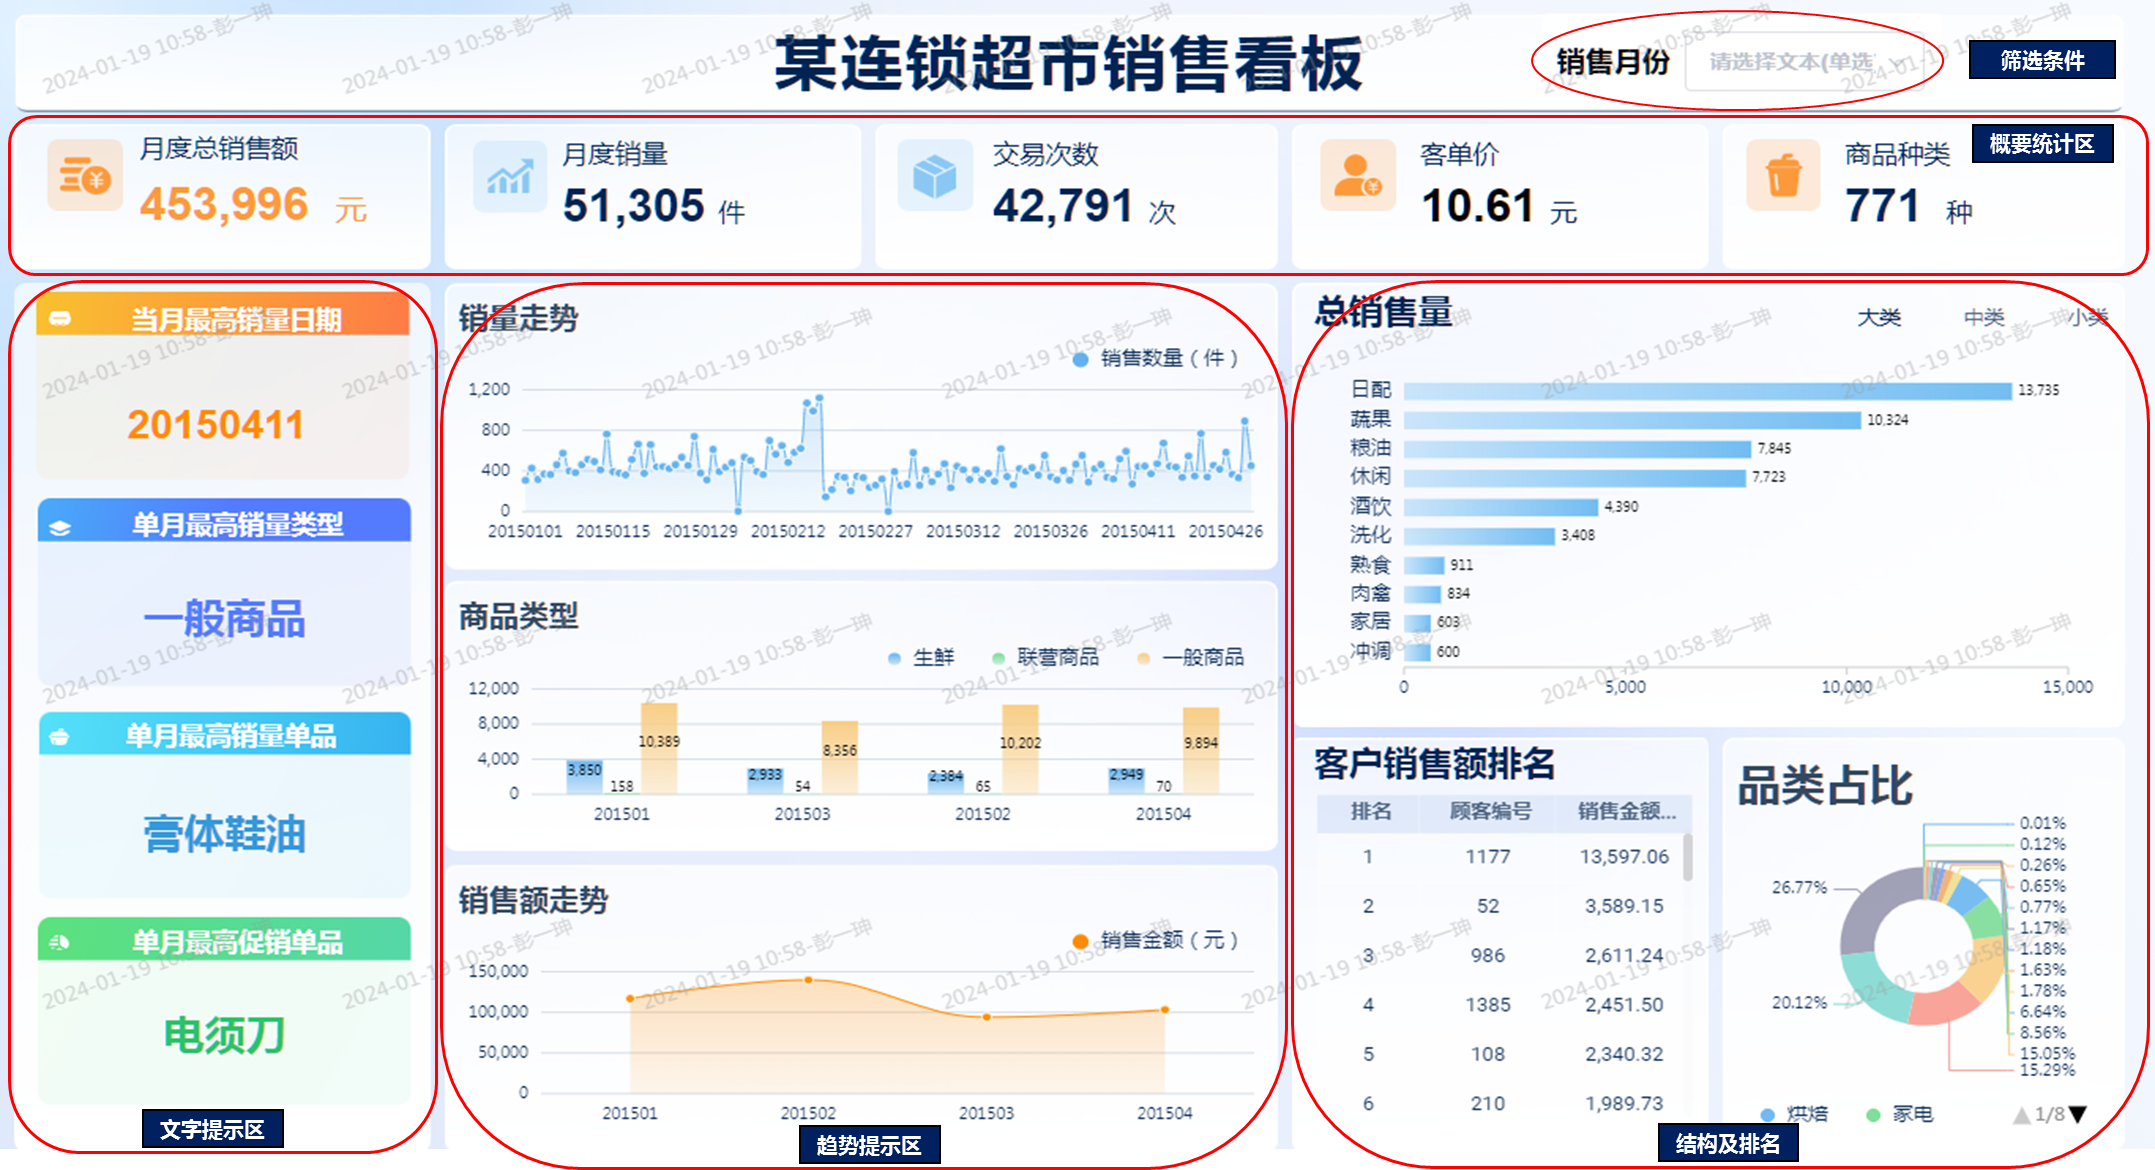 某连锁超市销售看板
销售月份
请选择文本(单选
筛选条件
概要统计区
月度总销售额
453,996 元
月度销量
51,305 件
交易次数
42,791 次
客单价
10.61 元
商品种类
771 种
当月最高销量日期
20150411
单月最高销量类型
一般商品
单月最高销量单品
膏体鞋油
单月最高促销单品
电须刀
文字提示区
销量走势
销售数量（件）
1,200
800
400
0
20150101 20150115 20150129 20150212 20150227 20150312 20150326 20150411 20150426
商品类型
生鲜 联营商品 一般商品
12,000
8,000
4,000
0
3,850 158 10,389
2,933 54 8,356
2,384 65 10,202
2,949 70 9,894
201501 201503 201502 201504
销售额走势
销售金额（元）
150,000
100,000
50,000
0
201501 201502 201503 201504
趋势提示区
总销售量
大类 中类 小类
日配 13,735
蔬果 10,324
粮油 7,845
休闲 7,723
酒饮 4,390
洗化 3,408
熟食 911
肉禽 834
家居 603
冲调 600
0 5,000 10,000 15,000
客户销售额排名
排名 顾客编号 销售金额...
1 1177 13,597.06
2 52 3,589.15
3 986 2,611.24
4 1385 2,451.50
5 108 2,340.32
6 210 1,989.73
品类占比
0.01%
0.12%
0.26%
0.65%
0.77%
1.17%
1.18%
1.63%
1.78%
6.64%
8.56%
15.05%
15.29%
26.77%
20.12%
烘焙 家电 1/8
结构及排名
2024-01-19 10:58-彭一珅